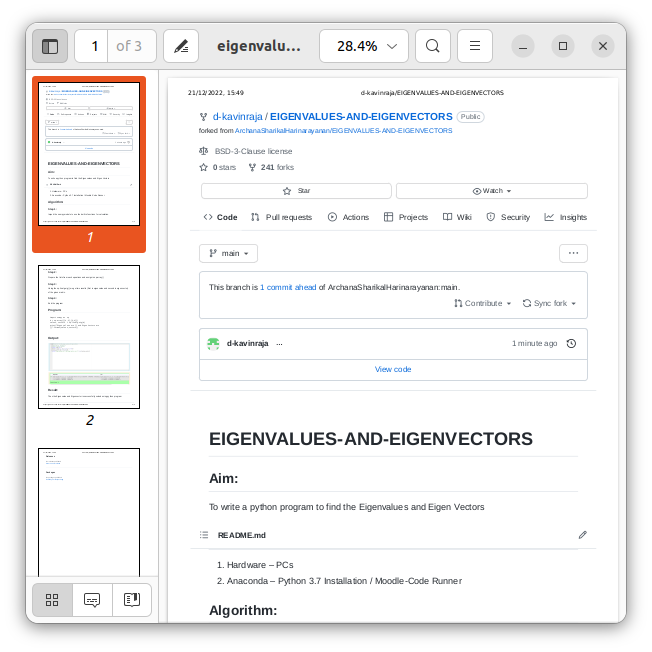 1 of 3 eigenvalu... 28.4%
21/12/2022, 15:49 d-kavinraja/EIGENVALUES-AND-EIGENVECTORS
d-kavinraja / EIGENVALUES-AND-EIGENVECTORS Public
forked from ArchanaSharikalHarinarayanan/EIGENVALUES-AND-EIGENVECTORS
BSD-3-Clause license
0 stars 241 forks
Star Watch
Code Pull requests Actions Projects Wiki Security Insights
main ...
This branch is 1 commit ahead of ArchanaSharikalHarinarayanan:main.
Contribute Sync fork
d-kavinraja ... 1 minute ago
View code
EIGENVALUES-AND-EIGENVECTORS
Aim:
To write a python program to find the Eigenvalues and Eigen Vectors
README.md
1. Hardware – PCs
2. Anaconda – Python 3.7 Installation / Moodle-Code Runner
Algorithm:
1
2